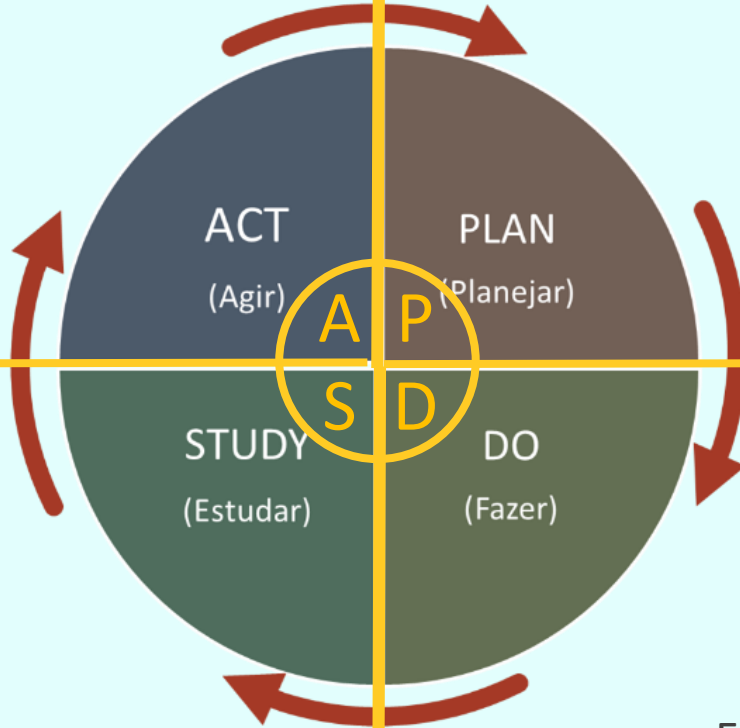 ACT
(Agir)
PLAN
(Planejar)
A P
S D
STUDY
(Estudar)
DO
(Fazer)